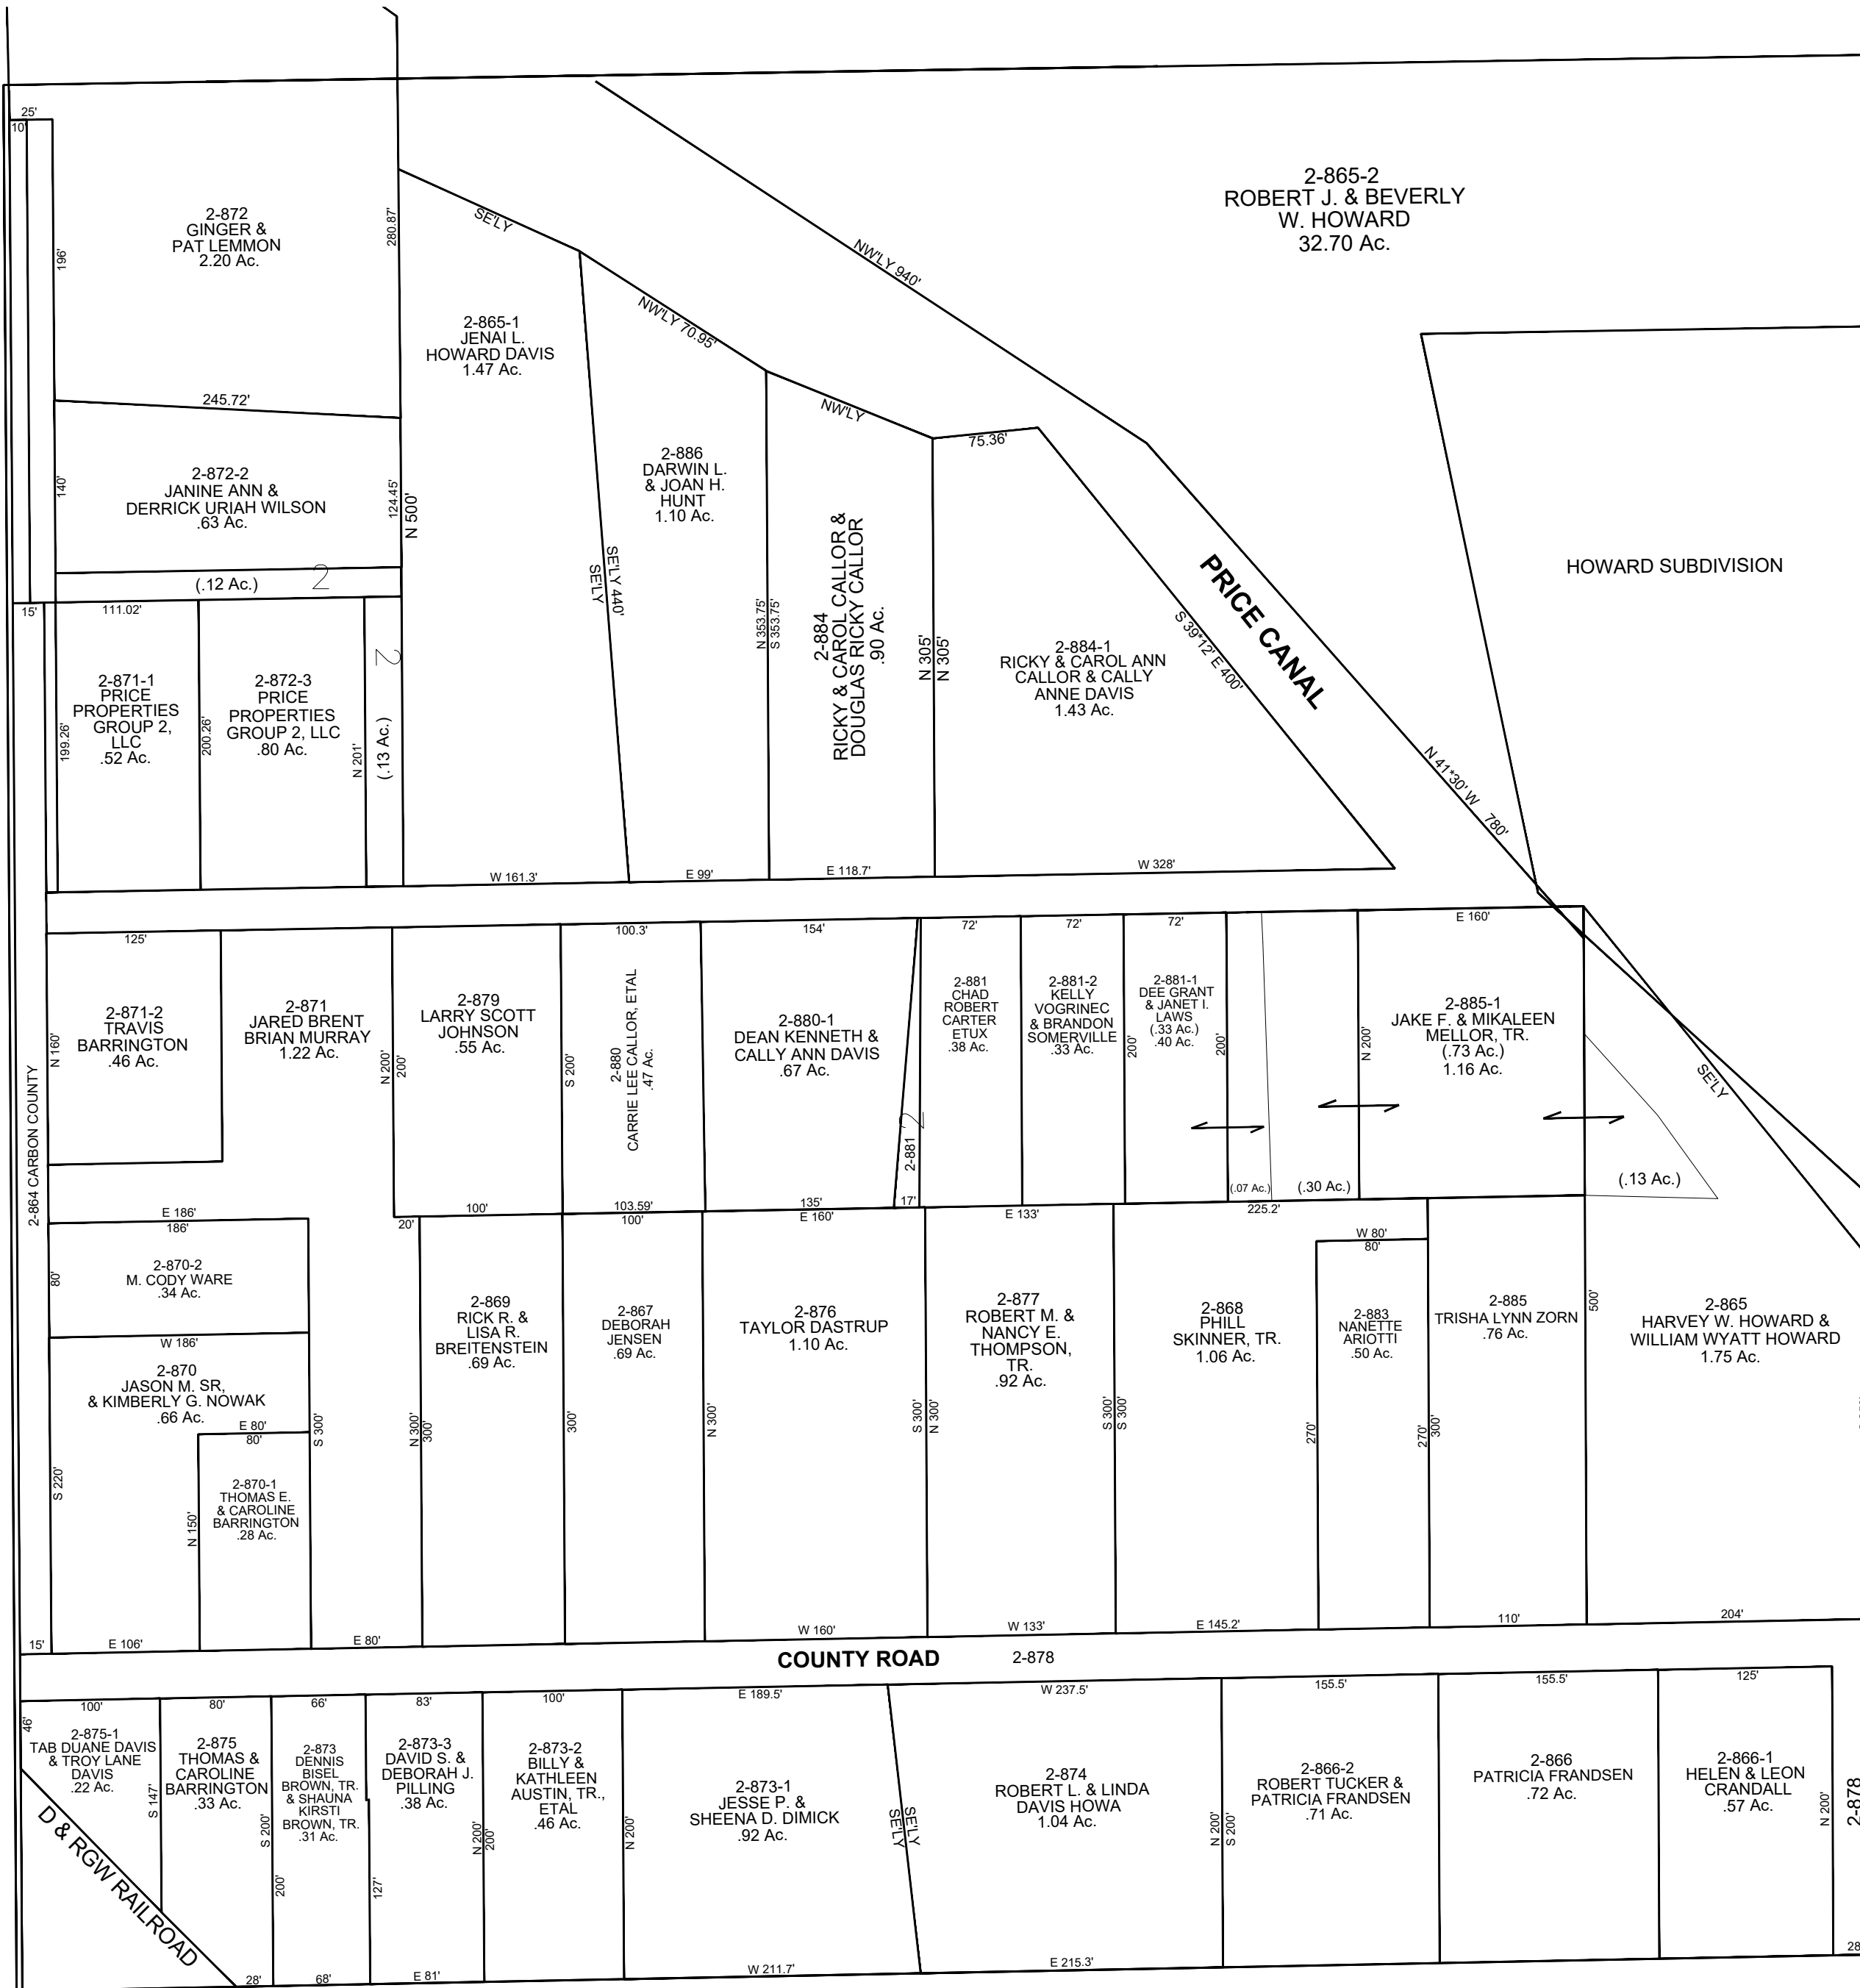 25'
10'
196'
2-872
GINGER &
PAT LEMMON
2.20 Ac.
280.87'
245.72'
SE'LY
NW'LY 940'
2-865-2
ROBERT J. & BEVERLY
W. HOWARD
32.70 Ac.
2-865-1
JENAI L.
HOWARD DAVIS
1.47 Ac.
NW'LY 70.95'
NW'LY
75.36'
140'
2-872-2
JANINE ANN &
DERRICK URIAH WILSON
.63 Ac.
124.45'
N 500'
2-886
DARWIN L.
& JOAN H.
HUNT
1.10 Ac.
SE'LY
SE'LY 440'
(.12 Ac.)
2
15'
111.02'
2
2-871-1
PRICE
PROPERTIES
GROUP 2,
LLC
.52 Ac.
199.26'
200.26'
2-872-3
PRICE
PROPERTIES
GROUP 2, LLC
.80 Ac.
N 201'
(.13 Ac.)
N 353.75'
S 353.75'
2-884
RICKY & CAROL CALLOR &
DOUGLAS RICKY CALLOR
.90 Ac.
N 305'
N 305'
2-884-1
RICKY & CAROL ANN
CALLOR & CALLY
ANNE DAVIS
1.43 Ac.
S 39°12' E 400'
PRICE CANAL
HOWARD SUBDIVISION
N 41°30' W 780'
W 161.3'
E 99'
E 118.7'
W 328'
125'
100.3'
154'
72'
72'
72'
E 160'
2-871-2
TRAVIS
BARRINGTON
.46 Ac.
N 160'
2-871
JARED BRENT
BRIAN MURRAY
1.22 Ac.
N 200'
200'
2-879
LARRY SCOTT
JOHNSON
.55 Ac.
S 200'
2-880
CARRIE LEE CALLOR, ETAL
.47 Ac.
2-880-1
DEAN KENNETH &
CALLY ANN DAVIS
.67 Ac.
2-881
2
2-881
CHAD
ROBERT
CARTER
ETUX
.38 Ac.
2-881-2
KELLY
VOGRINEC
& BRANDON
SOMERVILLE
.33 Ac.
200'
2-881-1
DEE GRANT
& JANET I.
LAWS
(.33 Ac.)
.40 Ac.
200'
N 200'
2-885-1
JAKE F. & MIKALEEN
MELLOR, TR.
(.73 Ac.)
1.16 Ac.
SE'LY
(.07 Ac.)
(.30 Ac.)
(.13 Ac.)
2-864 CARBON COUNTY
E 186'
186'
20'
100'
103.59'
100'
135'
17'
E 160'
E 133'
225.2'
W 80'
80'
80'
2-870-2
M. CODY WARE
.34 Ac.
W 186'
2-870
JASON M. SR,
& KIMBERLY G. NOWAK
.66 Ac.
E 80'
80'
S 220'
N 150'
2-870-1
THOMAS E.
& CAROLINE
BARRINGTON
.28 Ac.
S 300'
N 300'
300'
2-869
RICK R. &
LISA R.
BREITENSTEIN
.69 Ac.
300'
2-867
DEBORAH
JENSEN
.69 Ac.
N 300'
2-876
TAYLOR DASTRUP
1.10 Ac.
S 300'
N 300'
2-877
ROBERT M. &
NANCY E.
THOMPSON,
TR.
.92 Ac.
S 300'
S 300'
2-868
PHILL
SKINNER, TR.
1.06 Ac.
270'
2-883
NANETTE
ARIOTTI
.50 Ac.
270'
300'
2-885
TRISHA LYNN ZORN
.76 Ac.
500'
2-865
HARVEY W. HOWARD &
WILLIAM WYATT HOWARD
1.75 Ac.
15'
E 106'
E 80'
W 160'
W 133'
E 145.2'
110'
204'
COUNTY ROAD
2-878
100'
80'
66'
83'
100'
E 189.5'
W 237.5'
155.5'
155.5'
125'
46'
2-875-1
TAB DUANE DAVIS
& TROY LANE
DAVIS
.22 Ac.
S 147'
2-875
THOMAS &
CAROLINE
BARRINGTON
.33 Ac.
S 200'
200'
2-873
DENNIS
BISEL
BROWN, TR.
& SHAUNA
KIRSTI
BROWN, TR.
.31 Ac.
127'
2-873-3
DAVID S. &
DEBORAH J.
PILLING
.38 Ac.
N 200'
200'
2-873-2
BILLY &
KATHLEEN
AUSTIN, TR.,
ETAL
.46 Ac.
N 200'
2-873-1
JESSE P. &
SHEENA D. DIMICK
.92 Ac.
SE'LY
SE'LY
2-874
ROBERT L. & LINDA
DAVIS HOWA
1.04 Ac.
N 200'
S 200'
2-866-2
ROBERT TUCKER &
PATRICIA FRANDSEN
.71 Ac.
2-866
PATRICIA FRANDSEN
.72 Ac.
2-866-1
HELEN & LEON
CRANDALL
.57 Ac.
N 200'
2-878
D & RGW RAILROAD
28'
68'
E 81'
W 211.7'
E 215.3'
28